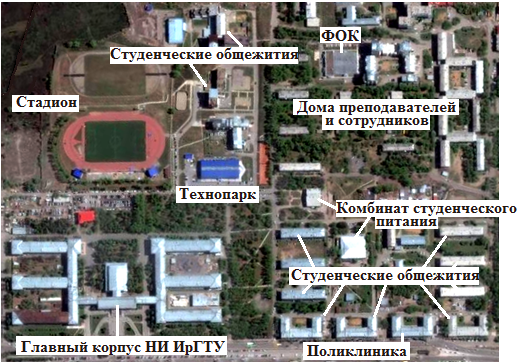 ФОК
Студенческие общежития
Стадион
Дома преподавателей
и сотрудников
Технопарк
Комбинат студенческого
питания
Студенческие общежития
Главный корпус НИ ИрГТУ
Поликлиника